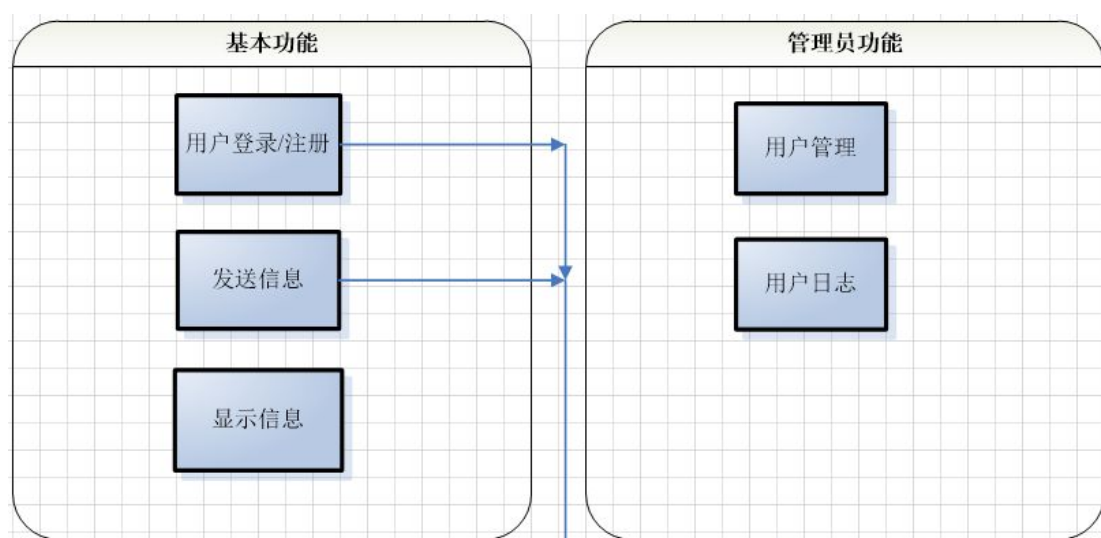 基本功能
用户登录/注册
发送信息
显示信息
管理员功能
用户管理
用户日志